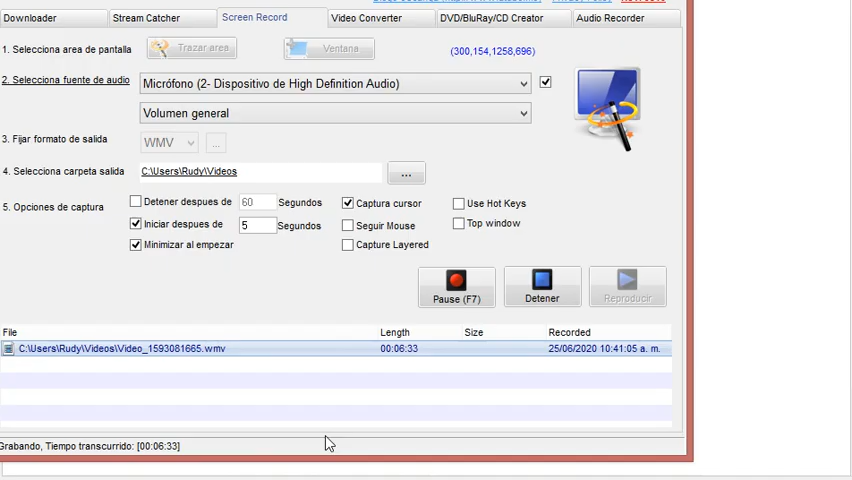 Downloader Stream Catcher Screen Record Video Converter DVD/BluRay/CD Creator Audio Recorder
1. Selecciona area de pantalla Trazar area Ventana (300,154,1258,696)
2. Selecciona fuente de audio Micrófono (2- Dispositivo de High Definition Audio)
Volumen general
3. Fijar formato de salida WMV ...
4. Selecciona carpeta salida C:\Users\Rudy\Videos ...
5. Opciones de captura Detener despues de 60 Segundos Captura cursor Use Hot Keys
Iniciar despues de 5 Segundos Seguir Mouse Top window
Minimizar al empezar Capture Layered
Pause (F7) Detener Reproducir
File Length Size Recorded
C:\Users\Rudy\Videos\Video_1593081665.wmv 00:06:33 25/06/2020 10:41:05 a. m.
Grabando, Tiempo transcurrido: [00:06:33]